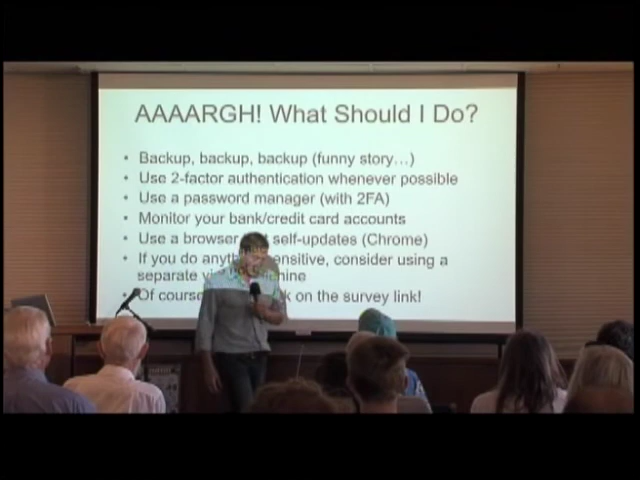 AAAARGH! What Should I Do?
• Backup, backup, backup (funny story…)
• Use 2-factor authentication whenever possible
• Use a password manager (with 2FA)
• Monitor your bank/credit card accounts
• Use a browser self-updates (Chrome)
• If you do sensitive, consider using a
separate
• Of course on the survey link!